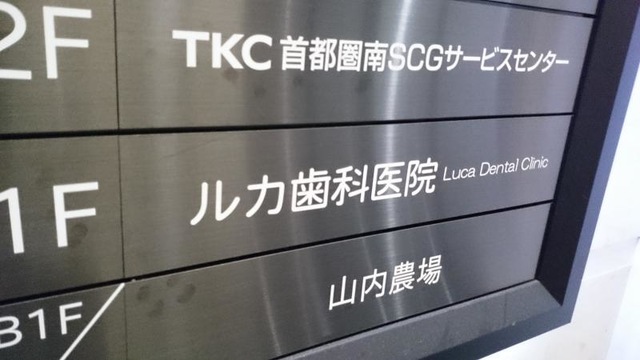 2F TKC 首都圏南SCGサービスセンター
1F ルカ歯科医院 Luca Dental Clinic
B1F 山内農場